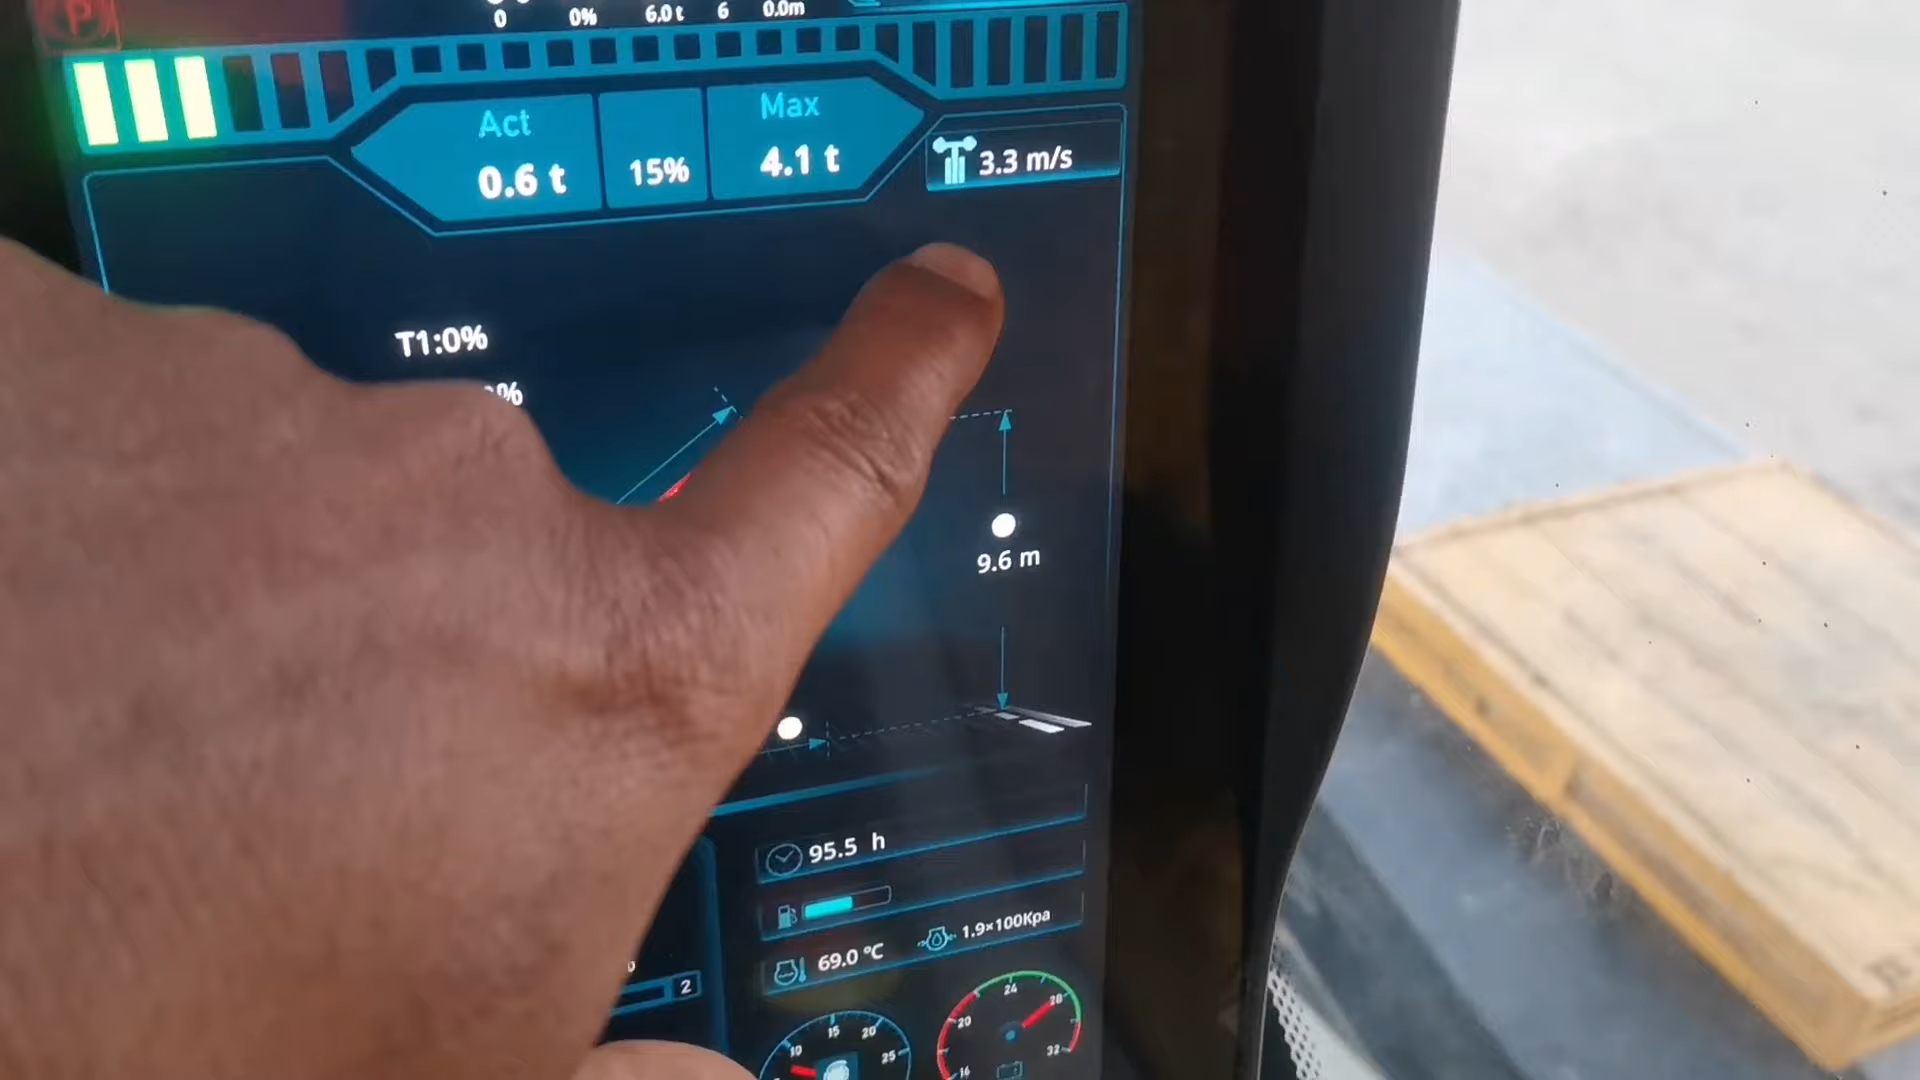 P
0 0% 6.0 t 6 0.0m
Act Max
0.6 t 15% 4.1 t
3.3 m/s
T1:0%
%
9.6 m
95.5 h
1.9×100Kpa
69.0 °C
2
10 15 20 25
16 20 24 28 32